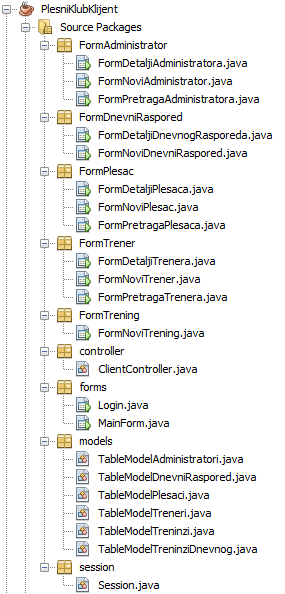 PlesniKlubKlijent
Source Packages
FormAdministrator
FormDetaljiAdministratora.java
FormNoviAdministrator.java
FormPretragaAdministratora.java
FormDnevniRaspored
FormDetaljiDnevnogRasporeda.java
FormNoviDnevniRaspored.java
FormPlesac
FormDetaljiPlesaca.java
FormNoviPlesac.java
FormPretragaPlesaca.java
FormTrener
FormDetaljiTrenera.java
FormNoviTrener.java
FormPretragaTrenera.java
FormTrening
FormNoviTrening.java
controller
ClientController.java
forms
Login.java
MainForm.java
models
TableModelAdministratori.java
TableModelDnevniRaspored.java
TableModelPlesaci.java
TableModelTreneri.java
TableModelTreninzi.java
TableModelTreninziDnevnog.java
session
Session.java